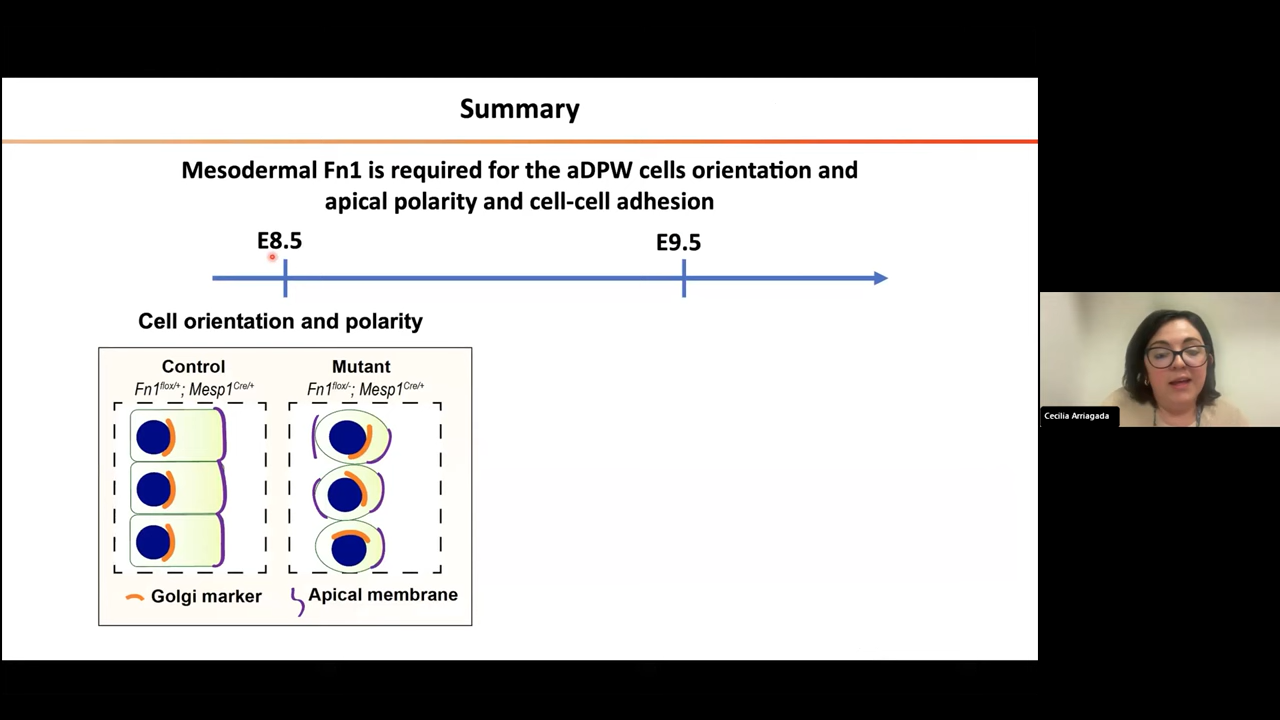 Summary
Mesodermal Fn1 is required for the aDPW cells orientation and
apical polarity and cell-cell adhesion
E8.5
E9.5
Cell orientation and polarity
Control
Mutant
Fn1flox/+; Mesp1Cre/+
Fn1flox/-; Mesp1Cre/+
Golgi marker
Apical membrane
Cecilia Arriagada